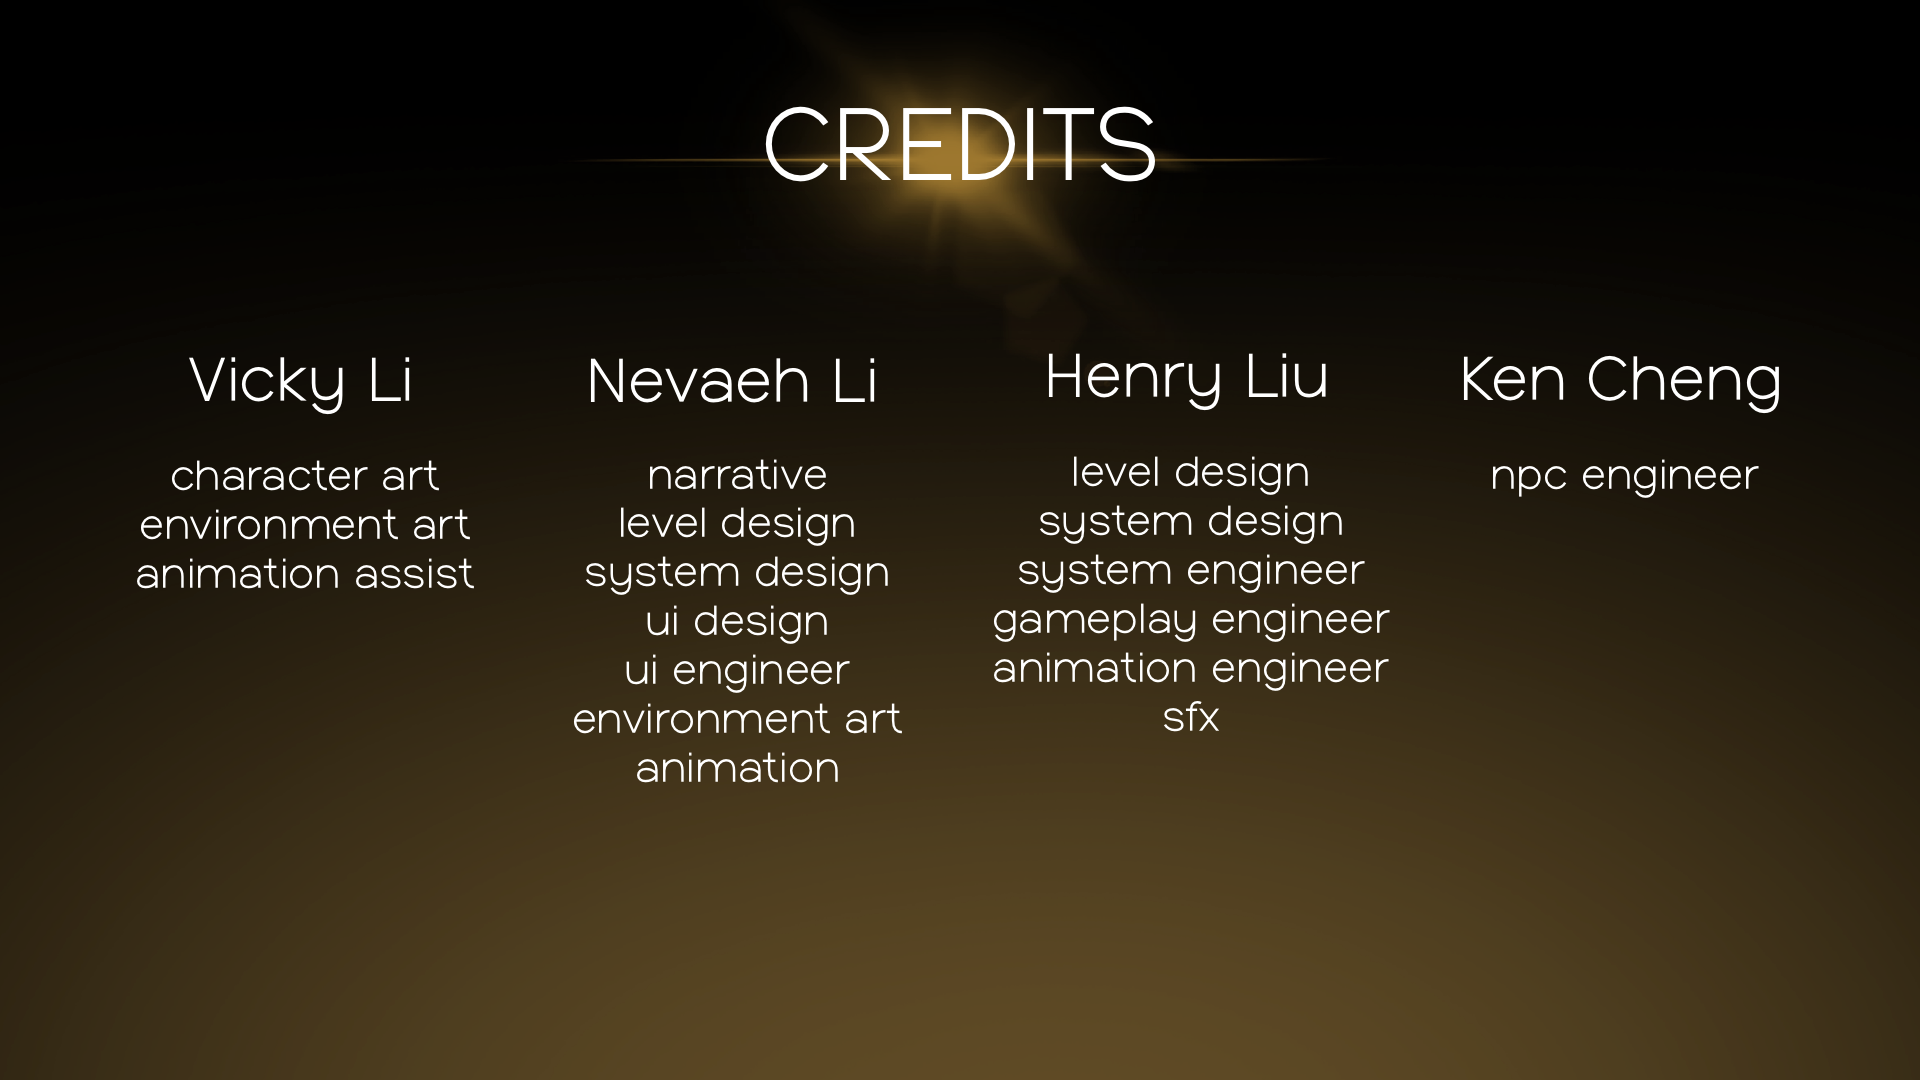 CREDITS
Vicky Li
character art
environment art
animation assist
Nevaeh Li
narrative
level design
system design
ui design
ui engineer
environment art
animation
Henry Liu
level design
system design
system engineer
gameplay engineer
animation engineer
sfx
Ken Cheng
npc engineer